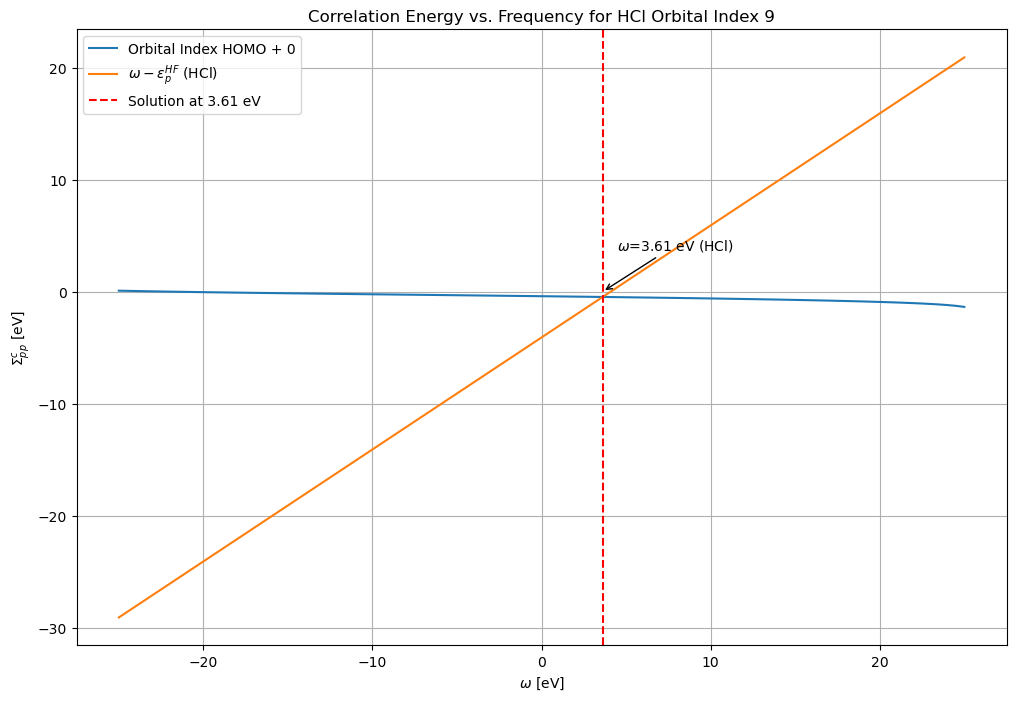 Correlation Energy vs. Frequency for HCl Orbital Index 9
Orbital Index HOMO + 0
ω − ε_p^{HF} (HCl)
Solution at 3.61 eV
20
10
0
−10
−20
−30
Σ_{pp}^{c} [eV]
ω=3.61 eV (HCl)
−20
−10
0
10
20
ω [eV]